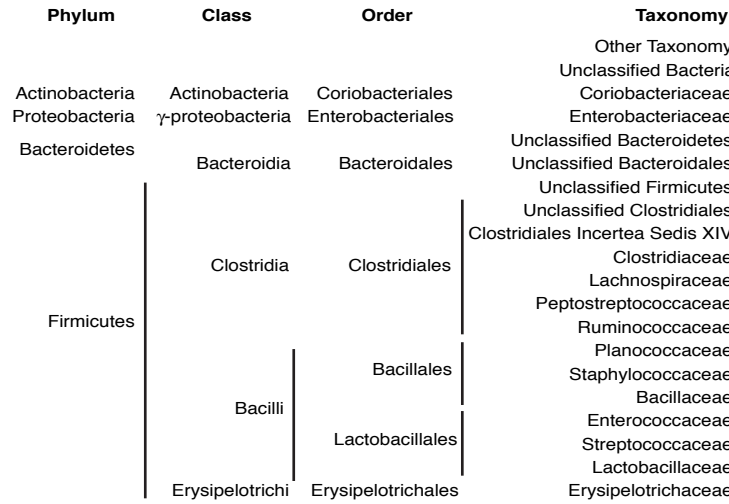 Phylum Class Order Taxonomy
Other Taxonomy
Unclassified Bacteria
Actinobacteria Actinobacteria Coriobacteriales Coriobacteriaceae
Proteobacteria γ-proteobacteria Enterobacteriales Enterobacteriaceae
Unclassified Bacteroidetes
Bacteroidetes
Bacteroidia Bacteroidales Unclassified Bacteroidales
Unclassified Firmicutes
Unclassified Clostridiales
Clostridiales Incertea Sedis XIV
Clostridia Clostridiales Clostridiaceae
Lachnospiraceae
Peptostreptococcaceae
Firmicutes
Ruminococcaceae
Planococcaceae
Bacillales
Staphylococcaceae
Bacillaceae
Bacilli
Enterococcaceae
Lactobacillales Streptococcaceae
Lactobacillaceae
Erysipelotrichi Erysipelotrichales Erysipelotrichaceae